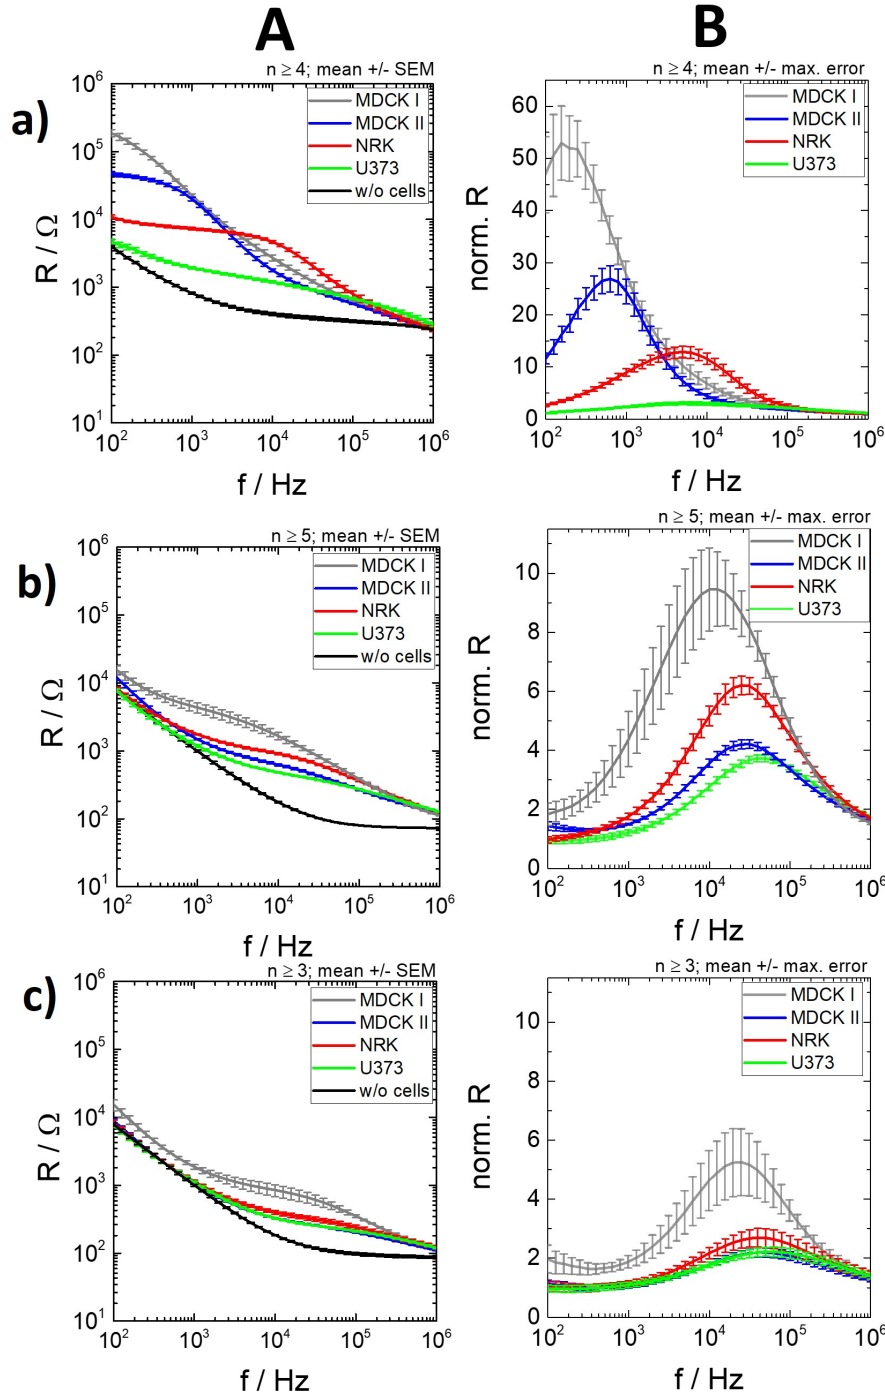 A
B
a)
n ≥ 4; mean +/- SEM
10⁶
10⁵
10⁴
10³
10²
10¹
R / Ω
MDCK I
MDCK II
NRK
U373
w/o cells
10² 10³ 10⁴ 10⁵ 10⁶
f / Hz
n ≥ 4; mean +/- max. error
60
50
40
30
20
10
0
norm. R
MDCK I
MDCK II
NRK
U373
10² 10³ 10⁴ 10⁵ 10⁶
f / Hz
b)
n ≥ 5; mean +/- SEM
10⁶
10⁵
10⁴
10³
10²
10¹
R / Ω
MDCK I
MDCK II
NRK
U373
w/o cells
10² 10³ 10⁴ 10⁵ 10⁶
f / Hz
n ≥ 5; mean +/- max. error
10
8
6
4
2
0
norm. R
MDCK I
MDCK II
NRK
U373
10² 10³ 10⁴ 10⁵ 10⁶
f / Hz
c)
n ≥ 3; mean +/- SEM
10⁶
10⁵
10⁴
10³
10²
10¹
R / Ω
MDCK I
MDCK II
NRK
U373
w/o cells
10² 10³ 10⁴ 10⁵ 10⁶
f / Hz
n ≥ 3; mean +/- max. error
10
8
6
4
2
0
norm. R
MDCK I
MDCK II
NRK
U373
10² 10³ 10⁴ 10⁵ 10⁶
f / Hz